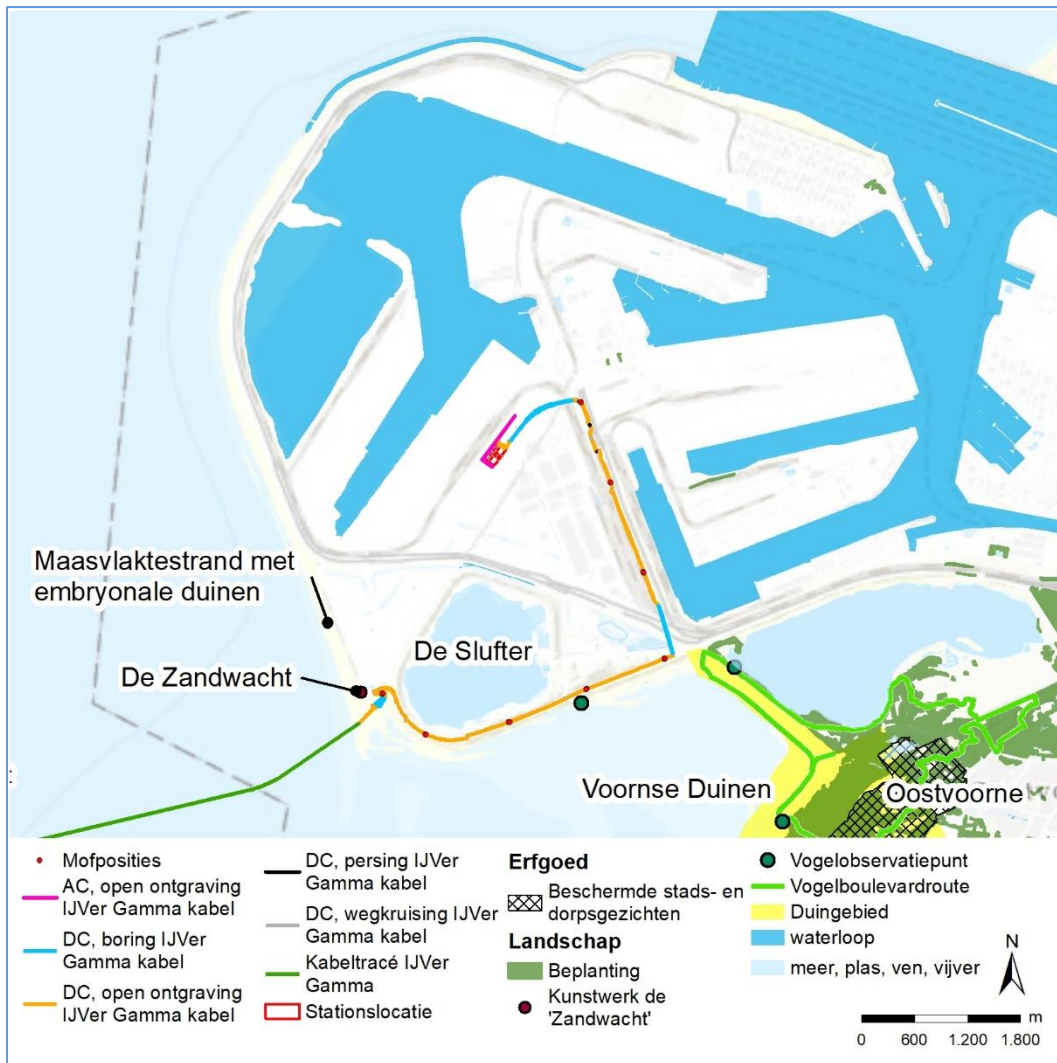 Maasvlaktestrand met
embryonale duinen
De Zandwacht
De Slufter
Voornse Duinen
Oostvoorne
Mofposities
AC, open ontgraving
IJVer Gamma kabel
DC, boring IJVer
Gamma kabel
DC, open ontgraving
IJVer Gamma kabel
DC, persing IJVer
Gamma kabel
DC, wegkruising IJVer
Gamma kabel
Kabeltracé IJVer
Gamma
Stationslocatie
Erfgoed
Beschermde stads- en
dorpsgezichten
Landschap
Beplanting
Kunstwerk de
'Zandwacht'
Vogelobservatiepunt
Vogelboulevardroute
Duingebied
waterloop
meer, plas, ven, vijver
N
m
0 600 1.200 1.800